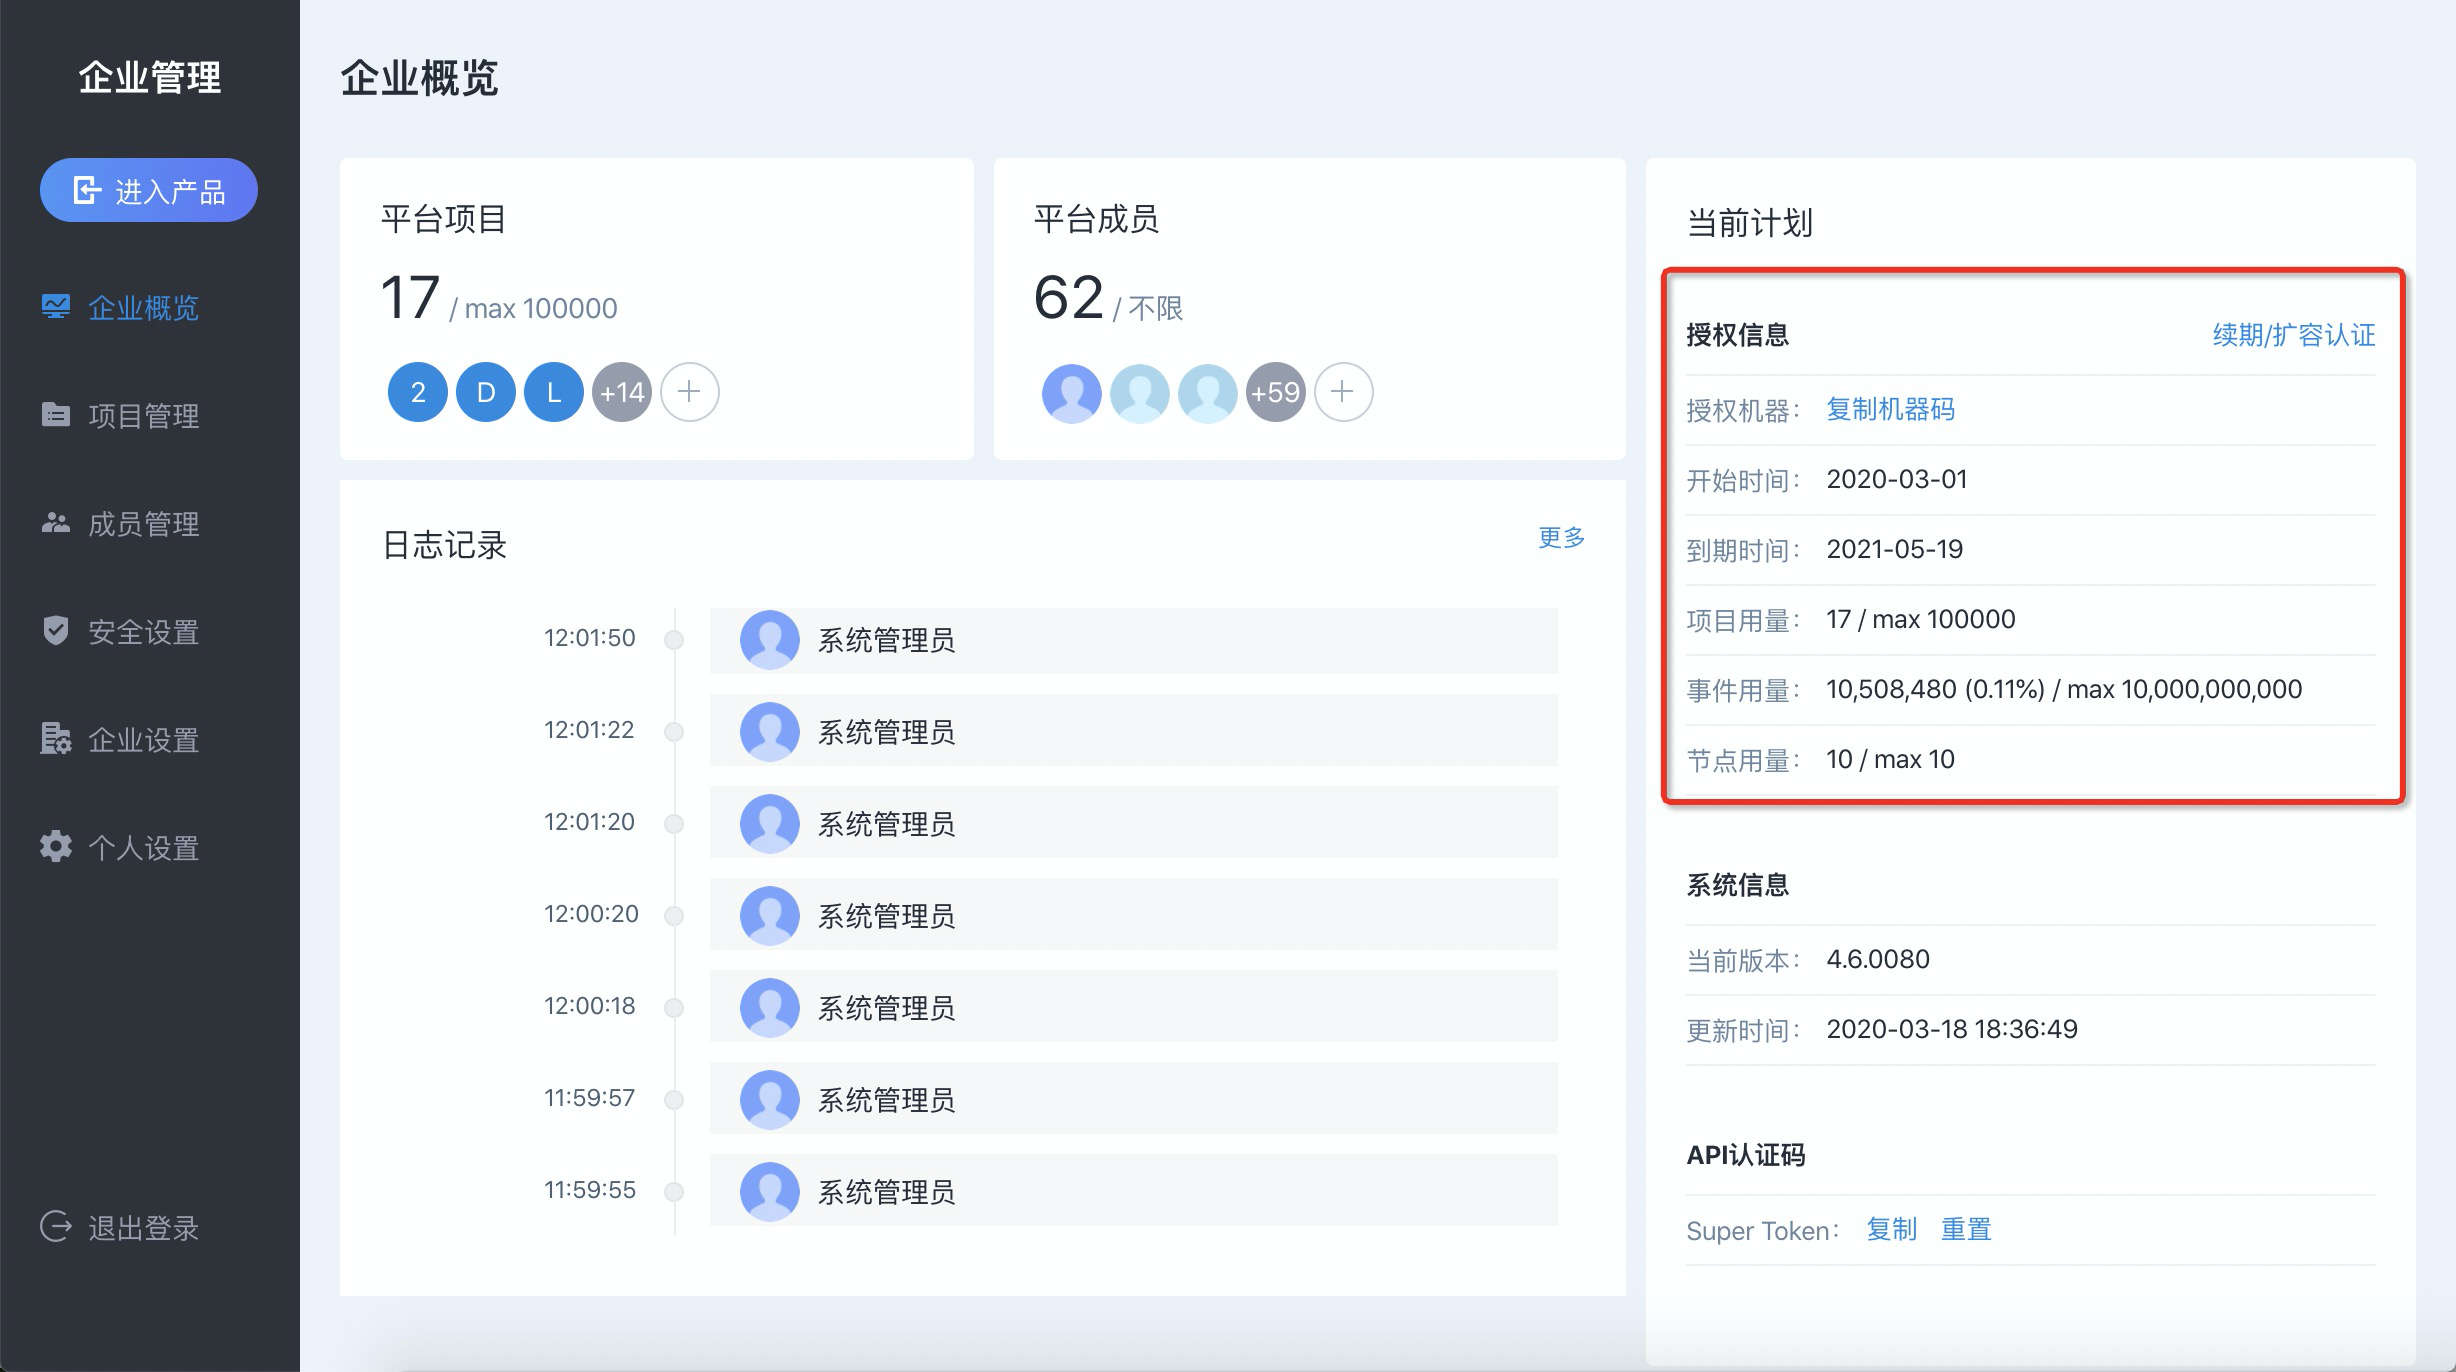 企业管理
进入产品
企业概览
项目管理
成员管理
安全设置
企业设置
个人设置
退出登录
企业概览
平台项目
17 / max 100000
2 D L +14
平台成员
62 / 不限
+59
日志记录 更多
12:01:50 系统管理员
12:01:22 系统管理员
12:01:20 系统管理员
12:00:20 系统管理员
12:00:18 系统管理员
11:59:57 系统管理员
11:59:55 系统管理员
当前计划
授权信息 续期/扩容认证
授权机器： 复制机器码
开始时间： 2020-03-01
到期时间： 2021-05-19
项目用量： 17 / max 100000
事件用量： 10,508,480 (0.11%) / max 10,000,000,000
节点用量： 10 / max 10
系统信息
当前版本： 4.6.0080
更新时间： 2020-03-18 18:36:49
API认证码
Super Token： 复制 重置